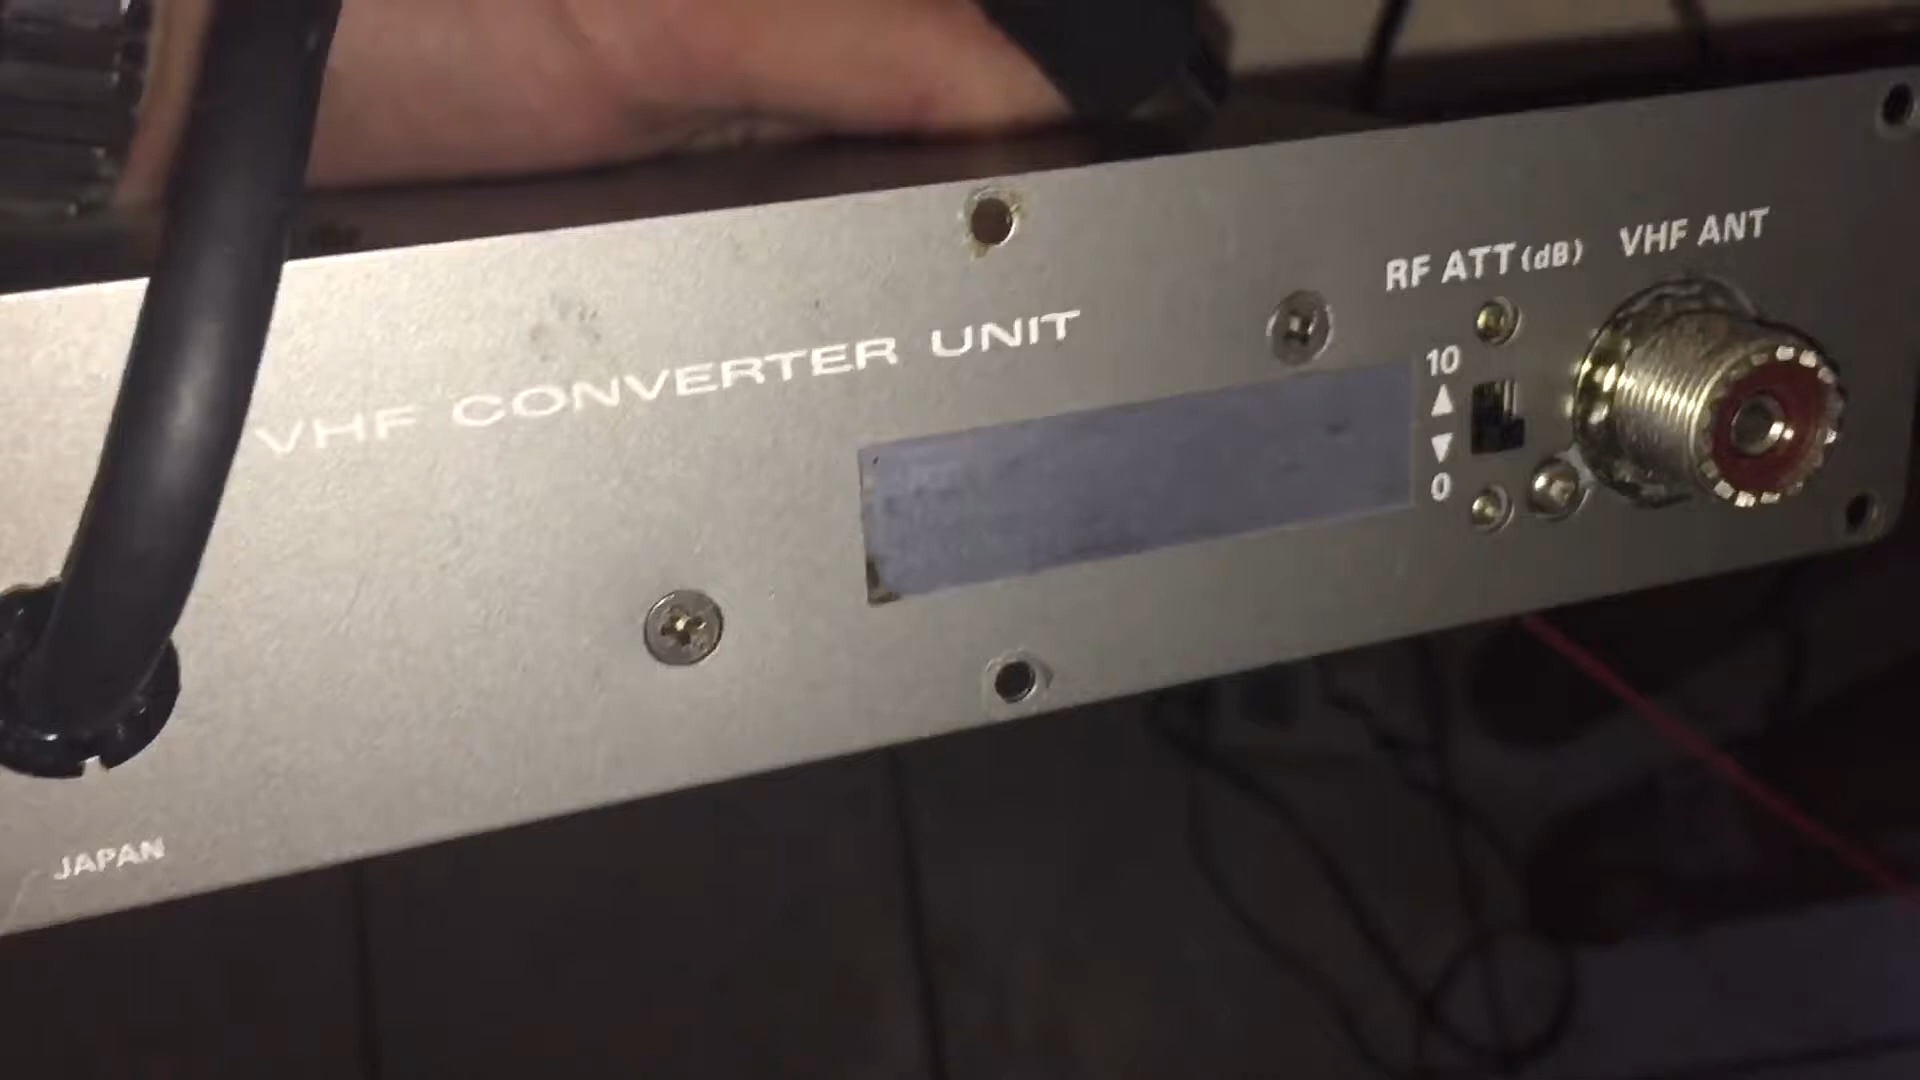 VHF CONVERTER UNIT
RF ATT (dB)
VHF ANT
10
▲
▼
0
JAPAN